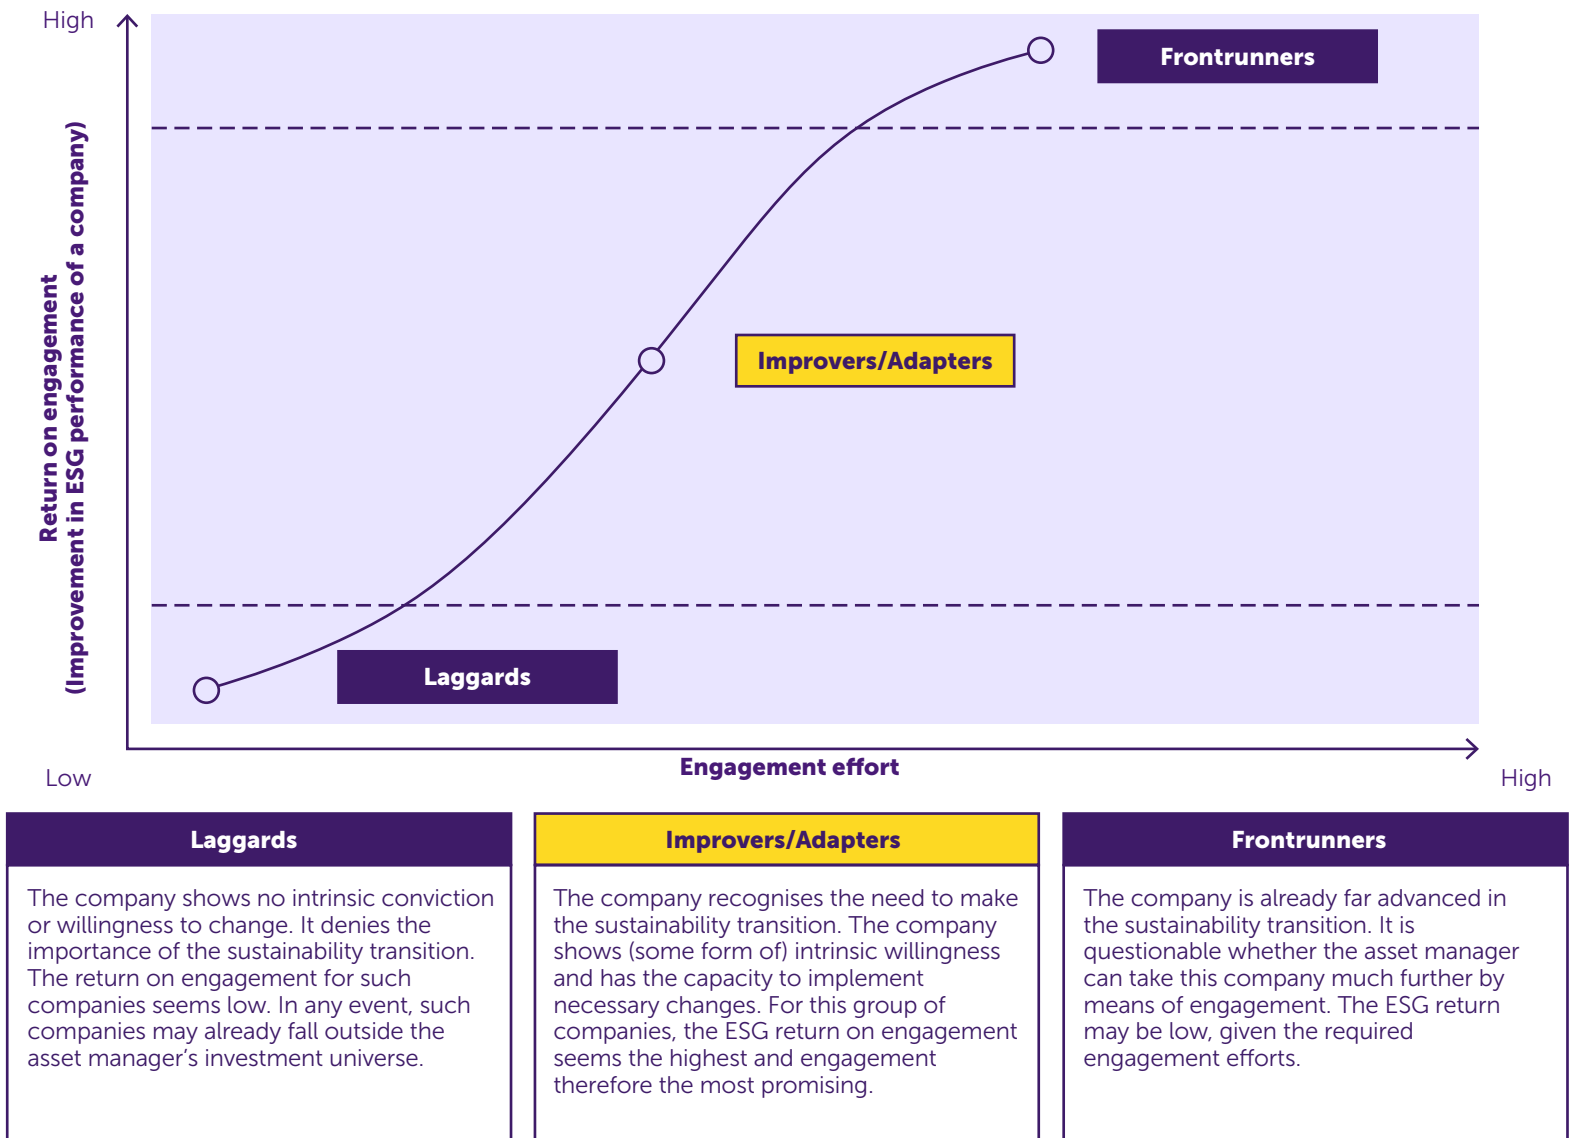 High
Frontrunners
Return on engagement
(Improvement in ESG performance of a company)
Improvers/Adapters
Laggards
Engagement effort
Low
High
Laggards
The company shows no intrinsic conviction
or willingness to change. It denies the
importance of the sustainability transition.
The return on engagement for such
companies seems low. In any event, such
companies may already fall outside the
asset manager’s investment universe.
Improvers/Adapters
The company recognises the need to make
the sustainability transition. The company
shows (some form of) intrinsic willingness
and has the capacity to implement
necessary changes. For this group of
companies, the ESG return on engagement
seems the highest and engagement
therefore the most promising.
Frontrunners
The company is already far advanced in
the sustainability transition. It is
questionable whether the asset manager
can take this company much further by
means of engagement. The ESG return
may be low, given the required
engagement efforts.